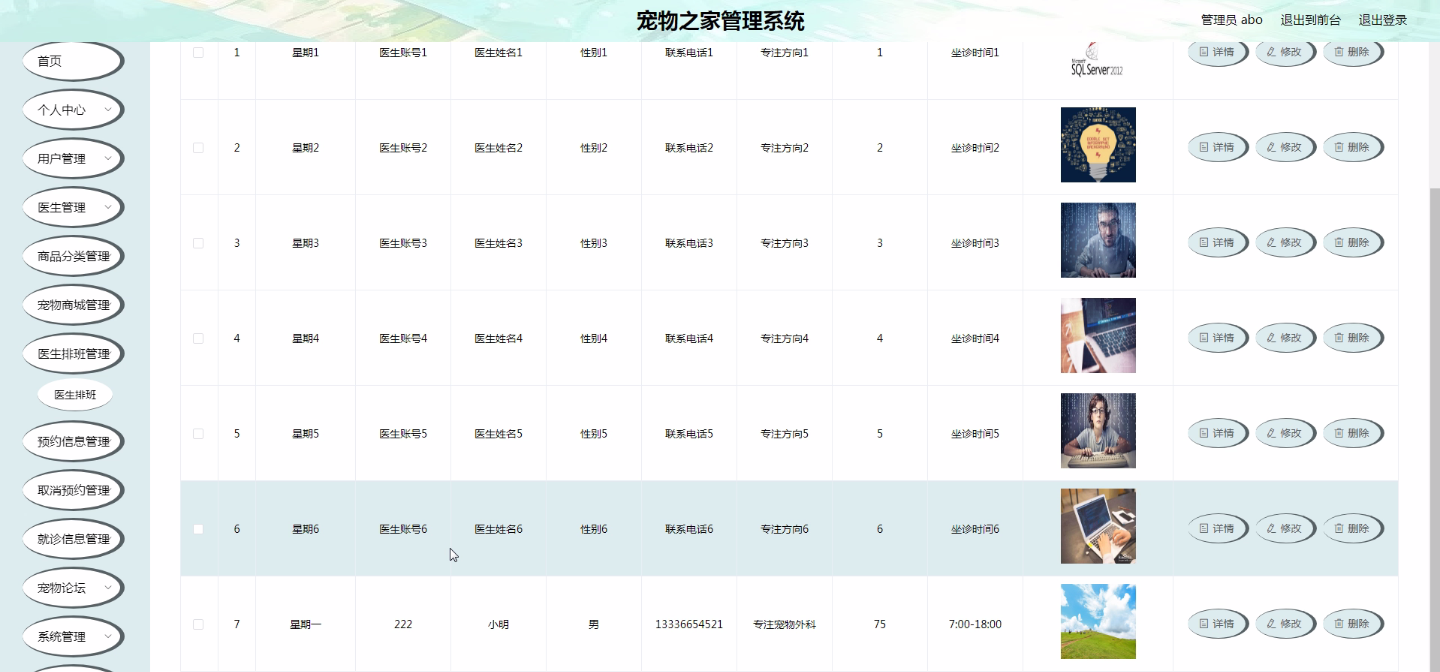 宠物之家管理系统
管理员 abo 退出到前台 退出登录
首页
个人中心
用户管理
医生管理
商品分类管理
宠物商城管理
医生排班管理
医生排班
预约信息管理
取消预约管理
就诊信息管理
宠物论坛
系统管理
1 星期1 医生账号1 医生姓名1 性别1 联系电话1 专注方向1 1 坐诊时间1 SQL Server 2012 详情 修改 删除
2 星期2 医生账号2 医生姓名2 性别2 联系电话2 专注方向2 2 坐诊时间2 详情 修改 删除
3 星期3 医生账号3 医生姓名3 性别3 联系电话3 专注方向3 3 坐诊时间3 详情 修改 删除
4 星期4 医生账号4 医生姓名4 性别4 联系电话4 专注方向4 4 坐诊时间4 详情 修改 删除
5 星期5 医生账号5 医生姓名5 性别5 联系电话5 专注方向5 5 坐诊时间5 详情 修改 删除
6 星期6 医生账号6 医生姓名6 性别6 联系电话6 专注方向6 6 坐诊时间6 详情 修改 删除
7 星期一 222 小明 男 13336654521 专注宠物外科 75 7:00-18:00 详情 修改 删除